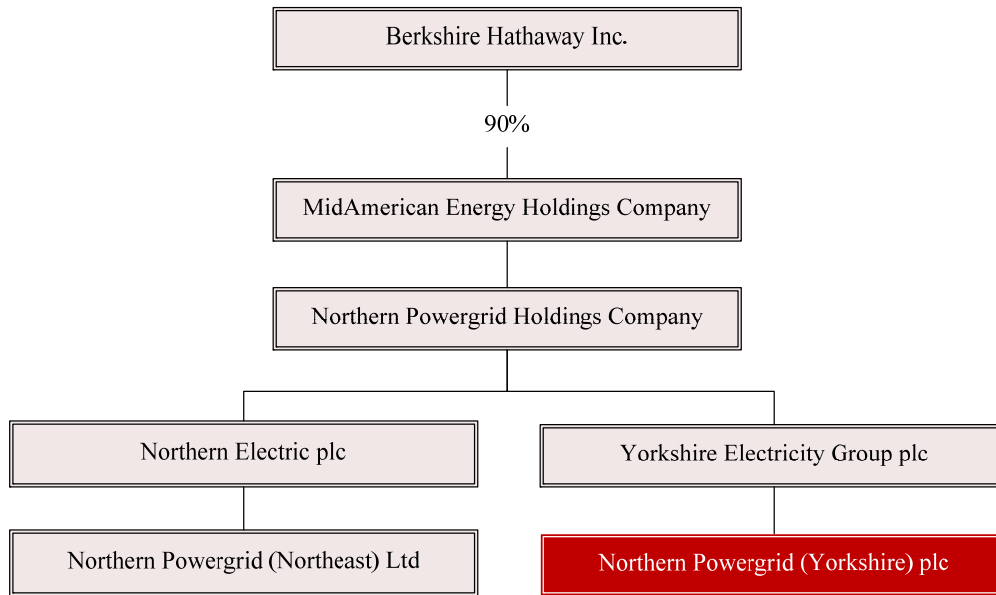 Berkshire Hathaway Inc.
90%
MidAmerican Energy Holdings Company
Northern Powergrid Holdings Company
Northern Electric plc
Yorkshire Electricity Group plc
Northern Powergrid (Northeast) Ltd
Northern Powergrid (Yorkshire) plc